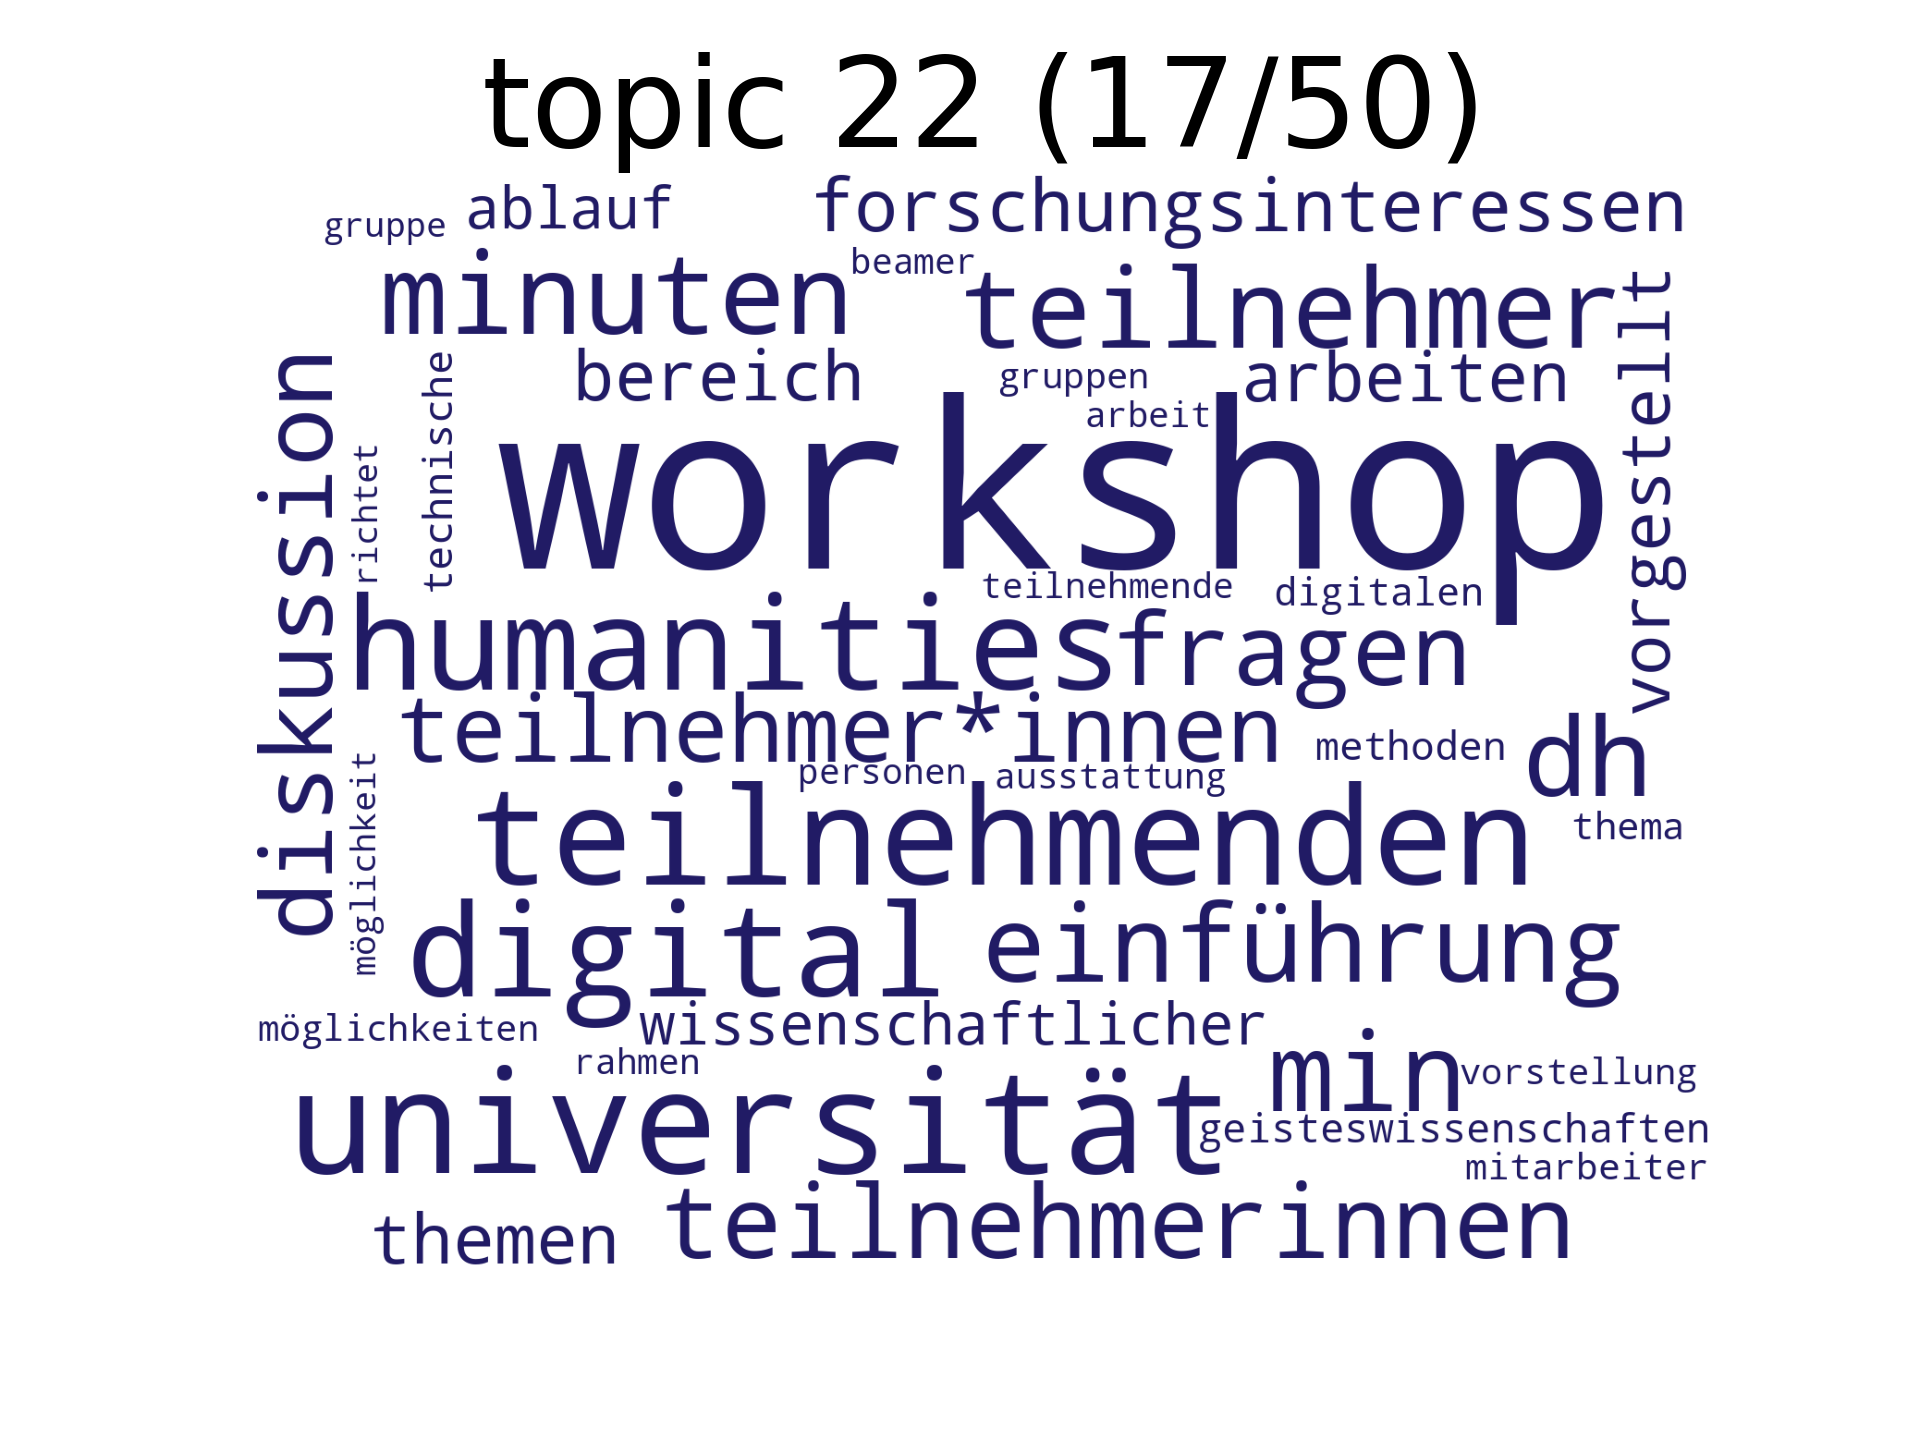 topic 22 (17/50)
gruppe ablauf forschungsinteressen
minuten beamer teilnehmer
vorgestellt
diskussion
richtet
technische
bereich gruppen arbeiten
arbeit
workshop
teilnehmende digitalen
humanities fragen
teilnehmer*innen methoden dh
personen ausstattung
möglichkeit
teilnehmenden thema
digital einführung
möglichkeiten wissenschaftlicher
rahmen min vorstellung
universität geisteswissenschaften
mitarbeiter
themen teilnehmerinnen